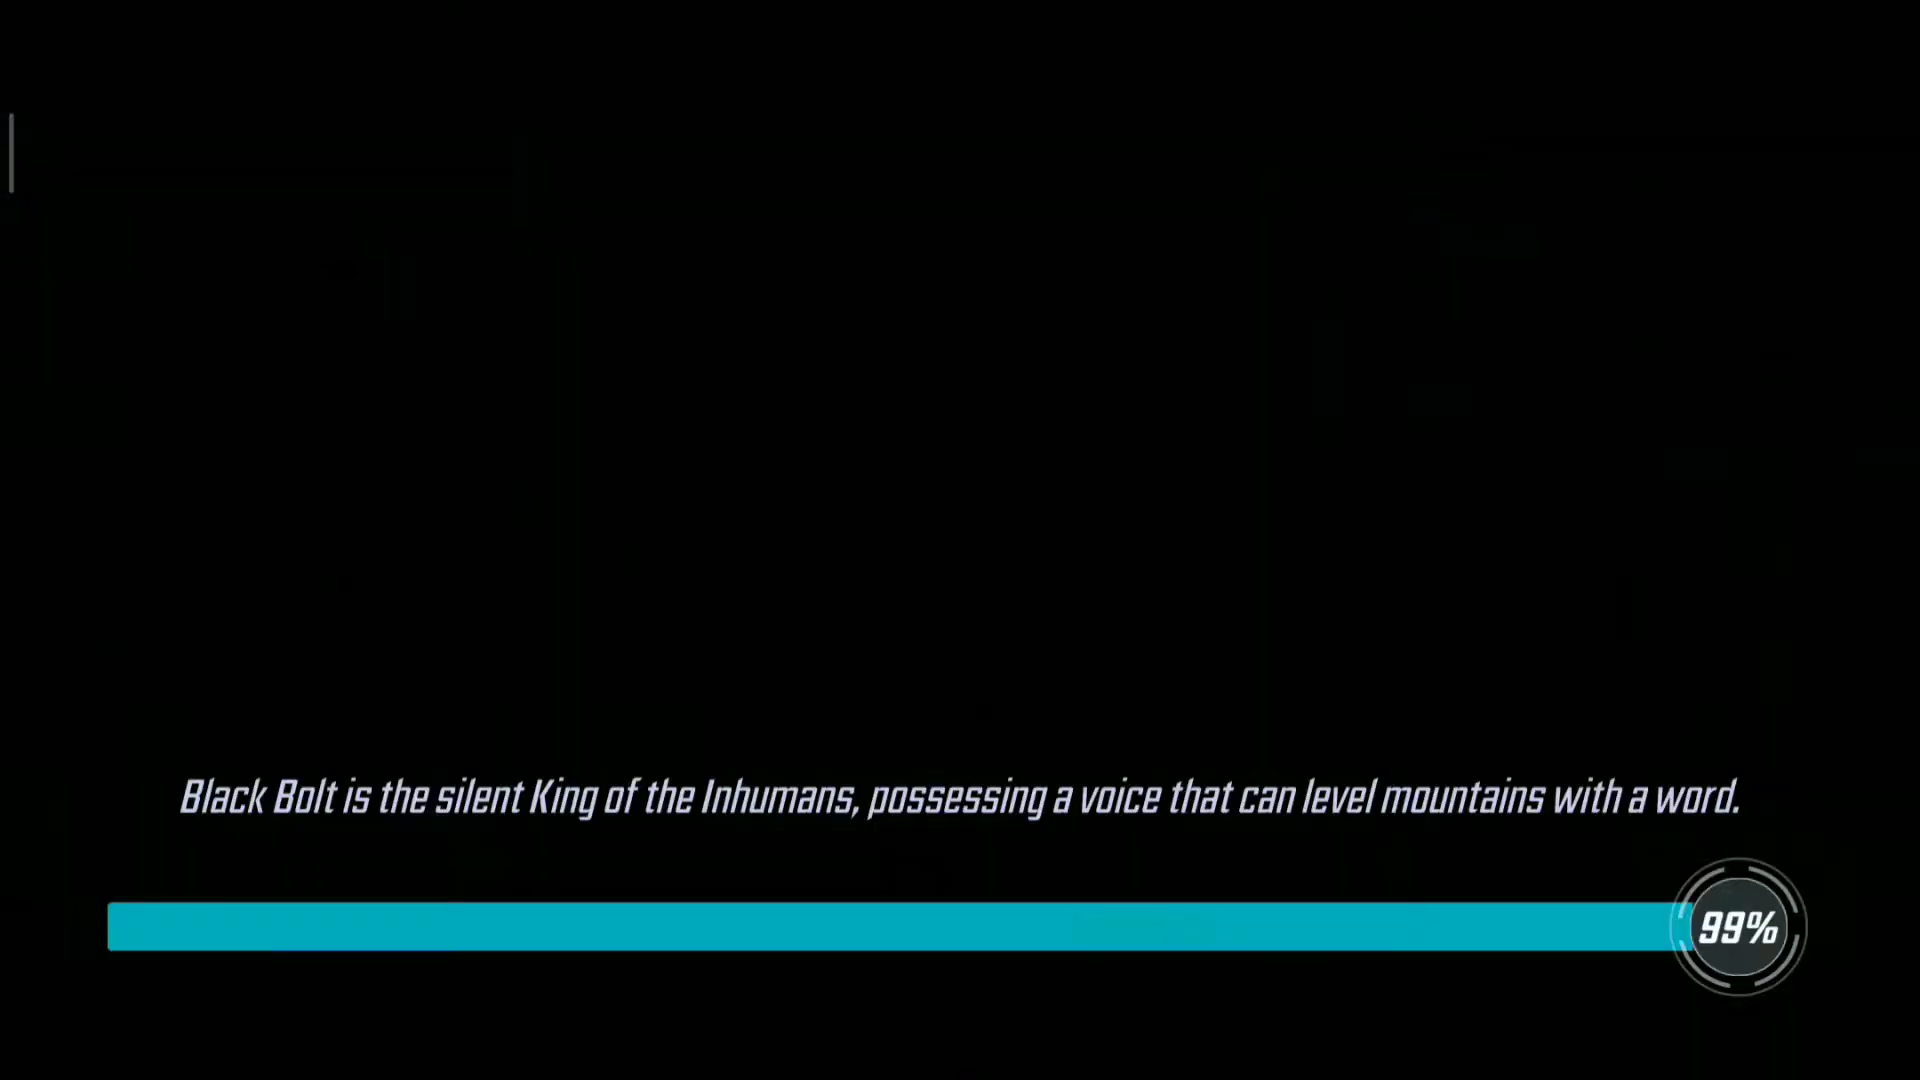 Black Bolt is the silent King of the Inhumans, possessing a voice that can level mountains with a word.
99%